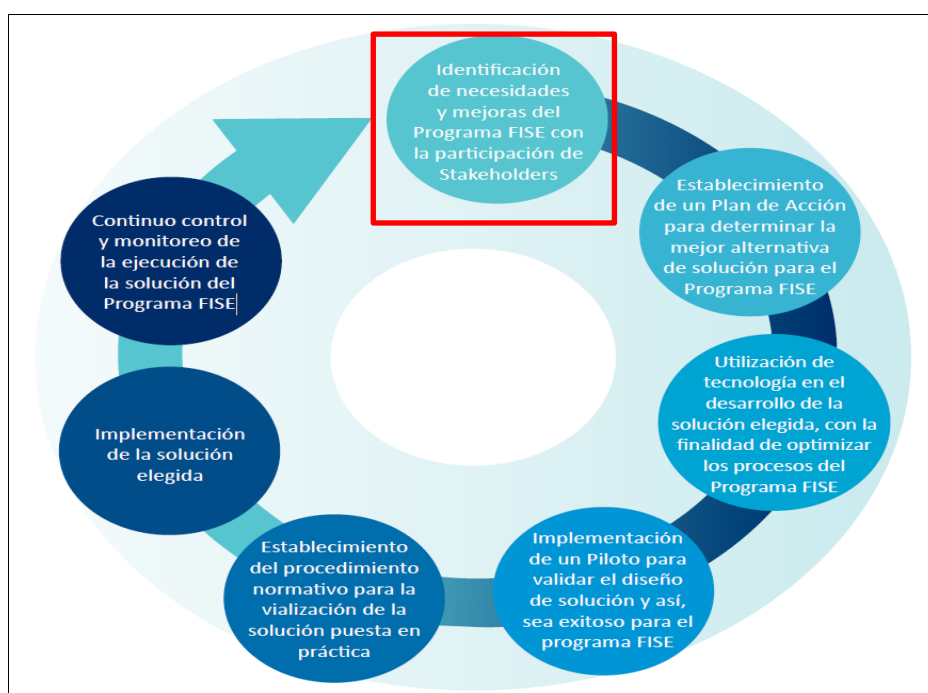 Identificación
de necesidades
y mejoras del
Programa FISE con
la participación de
Stakeholders
Establecimiento
de un Plan de Acción
para determinar la
mejor alternativa
de solución para el
Programa FISE
Utilización de
tecnología en el
desarrollo de la
solución elegida, con la
finalidad de optimizar
los procesos del
Programa FISE
Implementación
de un Piloto para
validar el diseño
de solución y así,
sea exitoso para el
programa FISE
Establecimiento
del procedimiento
normativo para la
vialización de la
solución puesta en
práctica
Implementación
de la solución
elegida
Continuo control
y monitoreo de
la ejecución de
la solución del
Programa FISE